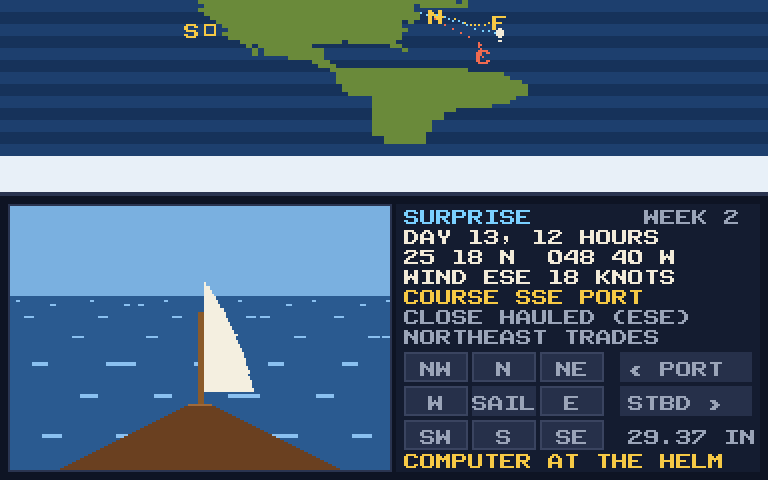 S N F
C
SURPRISE WEEK 2
DAY 13, 12 HOURS
25 18 N 048 40 W
WIND ESE 18 KNOTS
COURSE SSE PORT
CLOSE HAULED (ESE)
NORTHEAST TRADES
NW N NE < PORT
W SAIL E STBD >
SW S SE 29.37 IN
COMPUTER AT THE HELM